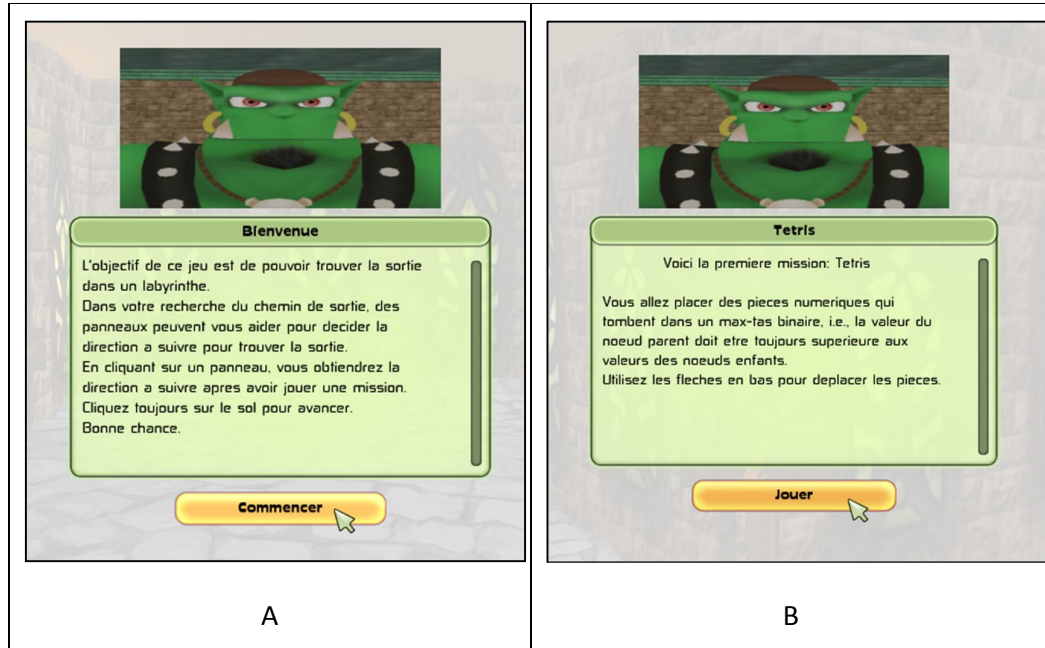 Bienvenue
L'objectif de ce jeu est de pouvoir trouver la sortie
dans un labyrinthe.
Dans votre recherche du chemin de sortie, des
panneaux peuvent vous aider pour decider la
direction a suivre pour trouver la sortie.
En cliquant sur un panneau, vous obtiendrez la
direction a suivre apres avoir jouer une mission.
Cliquez toujours sur le sol pour avancer.
Bonne chance.
Commencer
A
Tetris
Voici la premiere mission: Tetris
Vous allez placer des pieces numeriques qui
tombent dans un max-tas binaire, i.e., la valeur du
noeud parent doit etre toujours superieure aux
valeurs des noeuds enfants.
Utilisez les fleches en bas pour deplacer les pieces.
Jouer
B